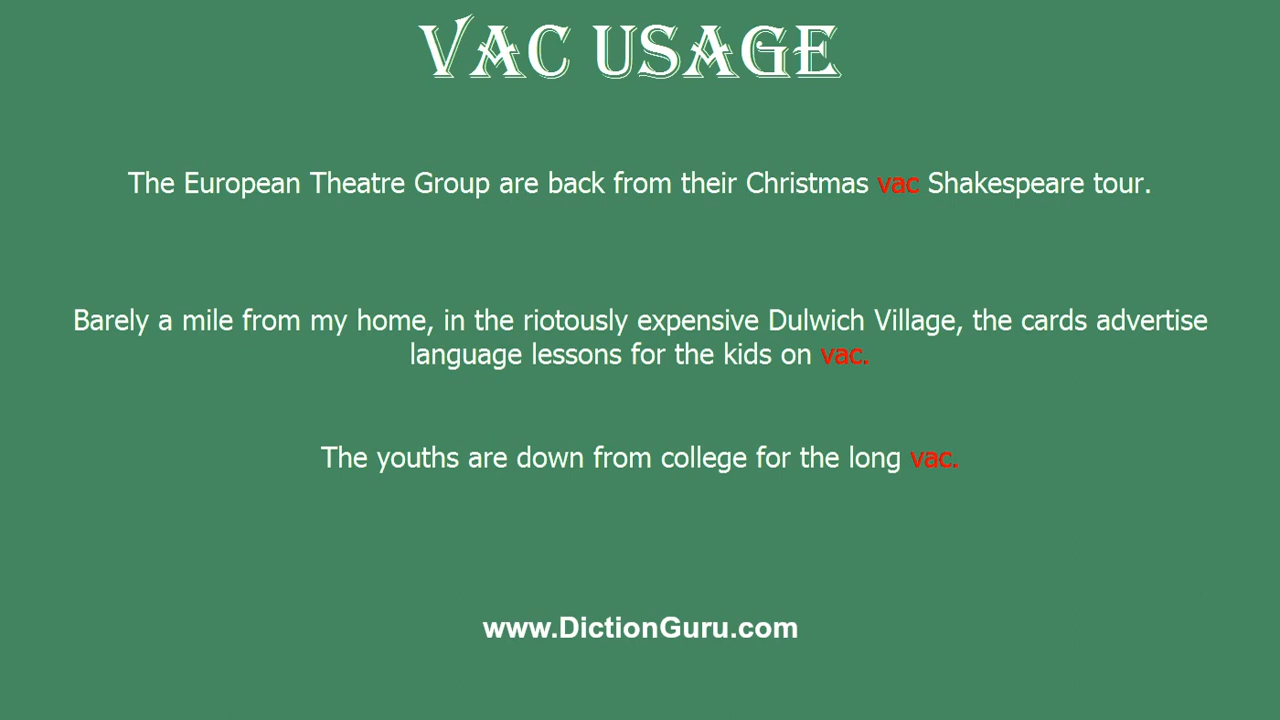 VAC USAGE
The European Theatre Group are back from their Christmas vac Shakespeare tour.
Barely a mile from my home, in the riotously expensive Dulwich Village, the cards advertise
language lessons for the kids on vac.
The youths are down from college for the long vac.
www.DictionGuru.com